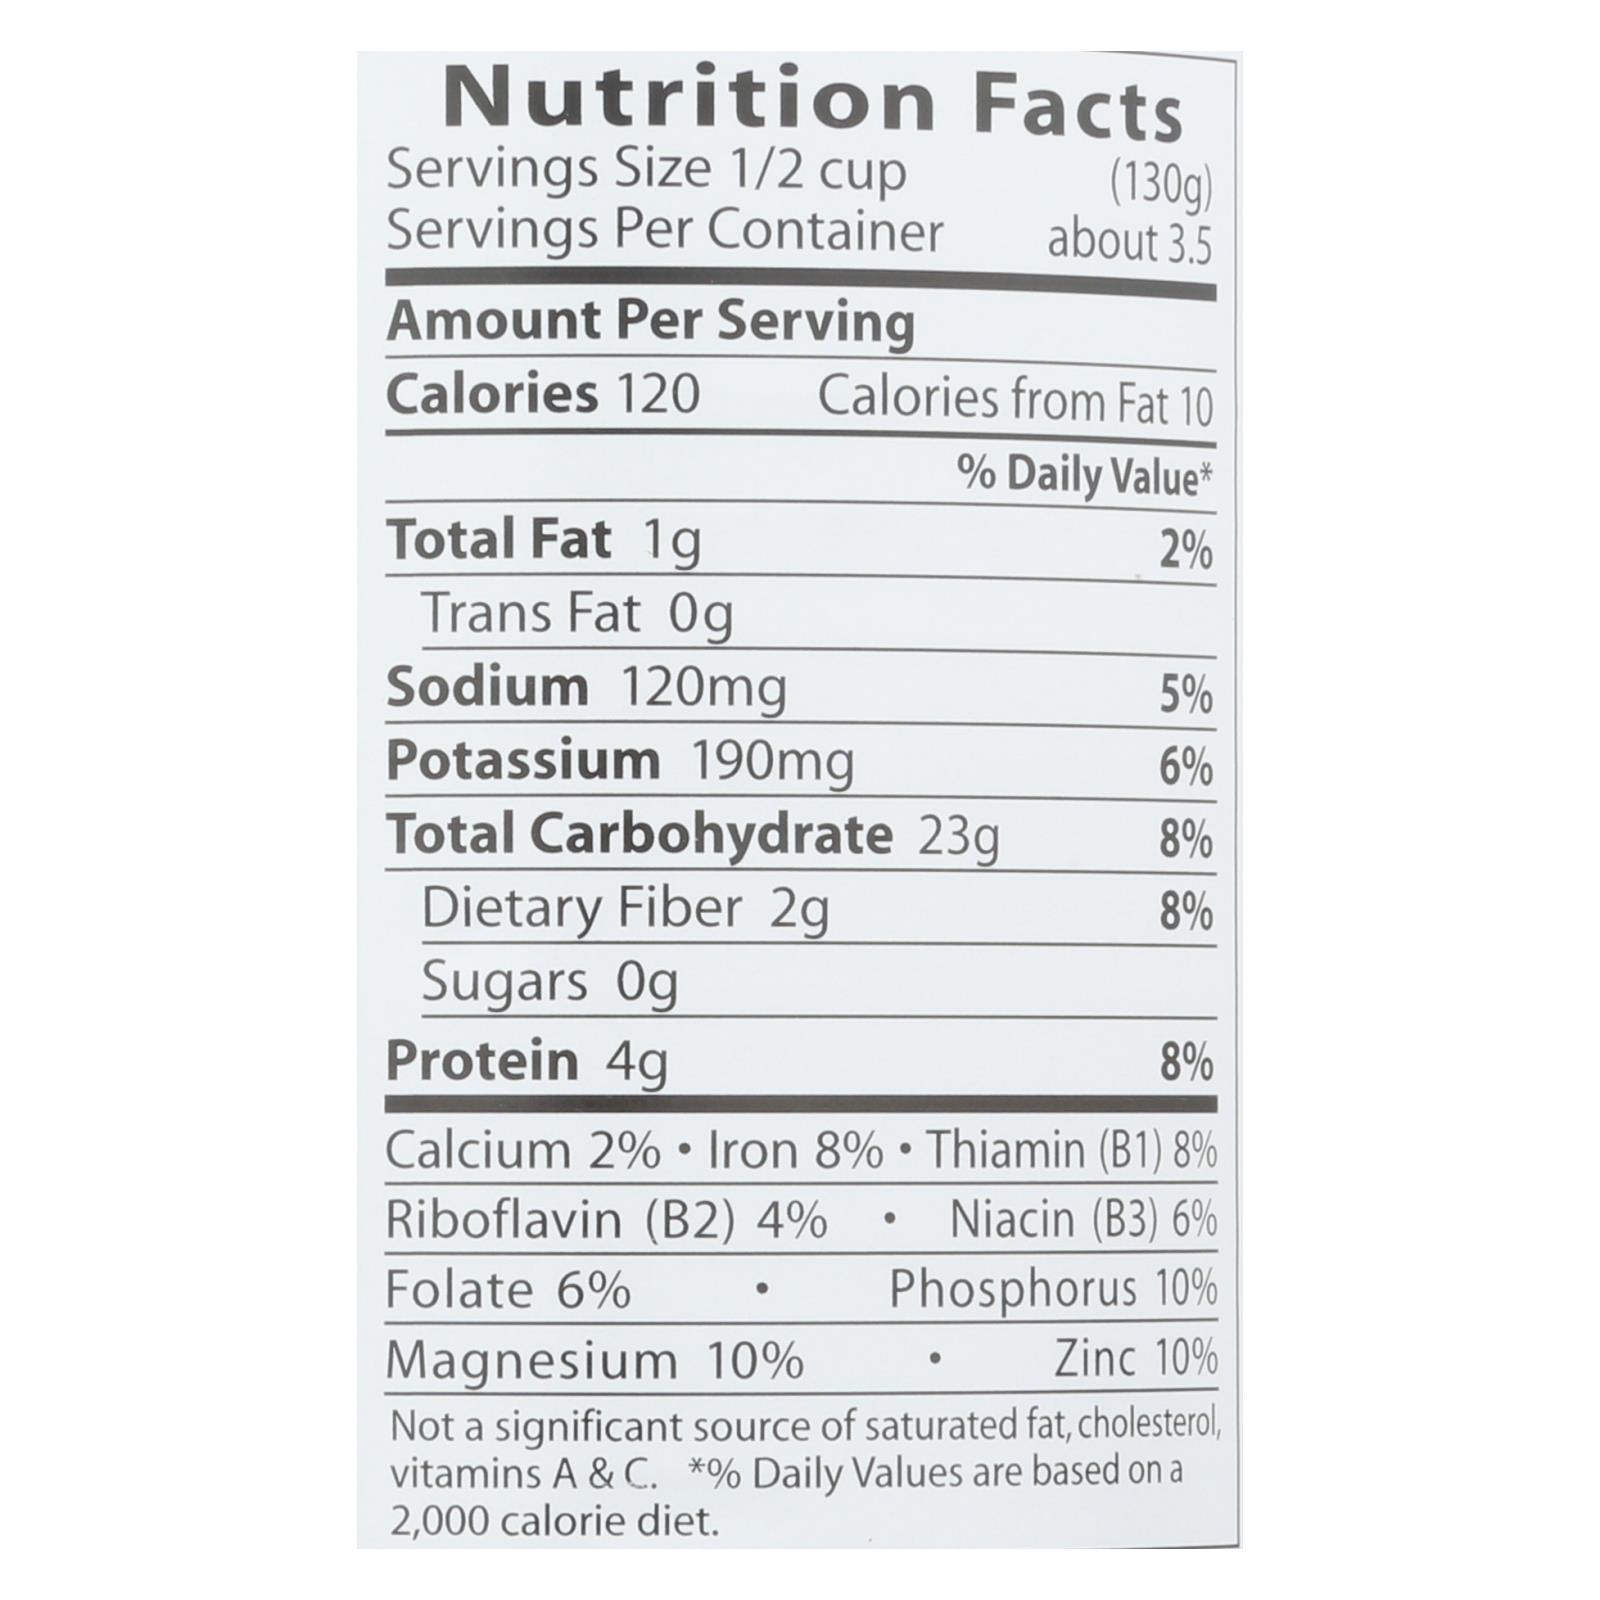 Nutrition Facts
Servings Size 1/2 cup (130g)
Servings Per Container about 3.5
Amount Per Serving
Calories 120 Calories from Fat 10
% Daily Value*
Total Fat 1g 2%
Trans Fat 0g
Sodium 120mg 5%
Potassium 190mg 6%
Total Carbohydrate 23g 8%
Dietary Fiber 2g 8%
Sugars 0g
Protein 4g 8%
Calcium 2% • Iron 8% • Thiamin (B1) 8%
Riboflavin (B2) 4% • Niacin (B3) 6%
Folate 6% • Phosphorus 10%
Magnesium 10% • Zinc 10%
Not a significant source of saturated fat, cholesterol,
vitamins A & C. *% Daily Values are based on a
2,000 calorie diet.